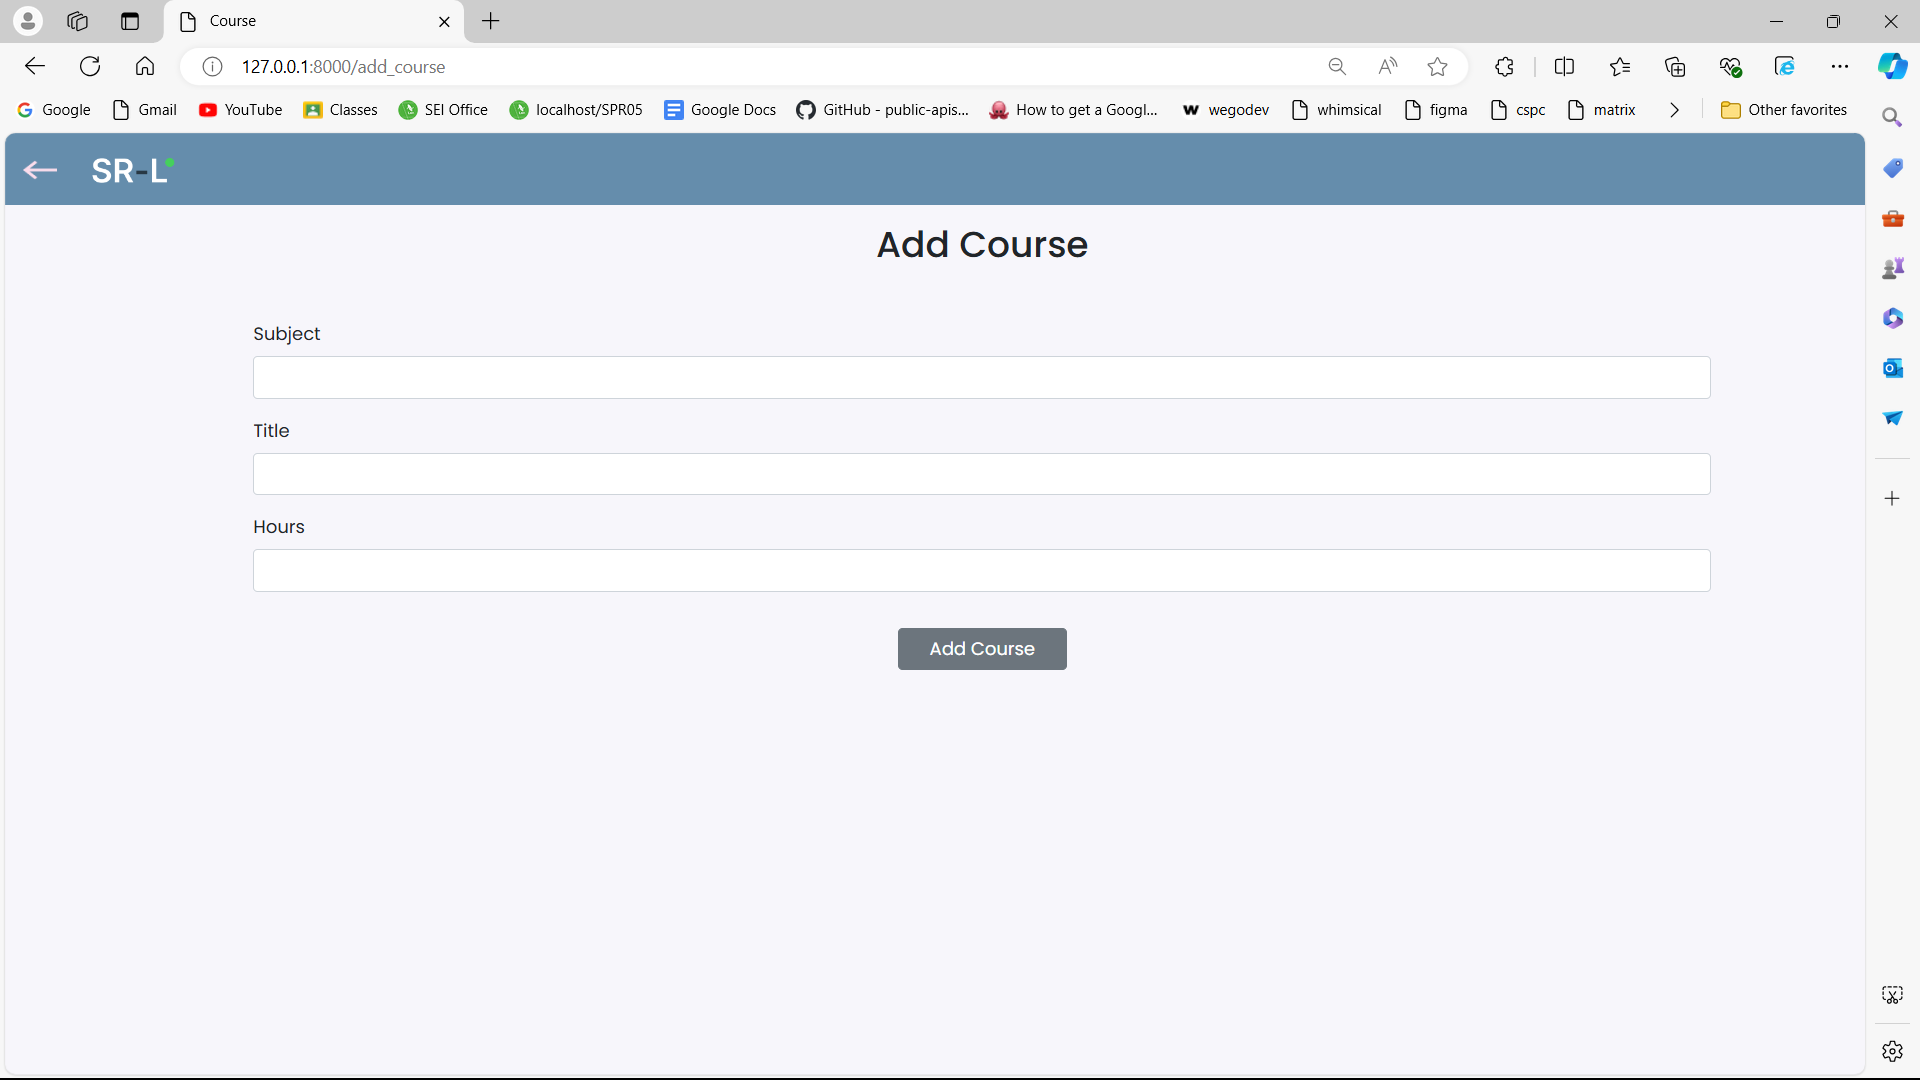 Course
127.0.0.1:8000/add_course
Google Gmail YouTube Classes SEI Office localhost/SPR05 Google Docs GitHub - public-apis... How to get a Googl... wegodev whimsical figma cspc matrix Other favorites
SR-L
Add Course
Subject
Title
Hours
Add Course